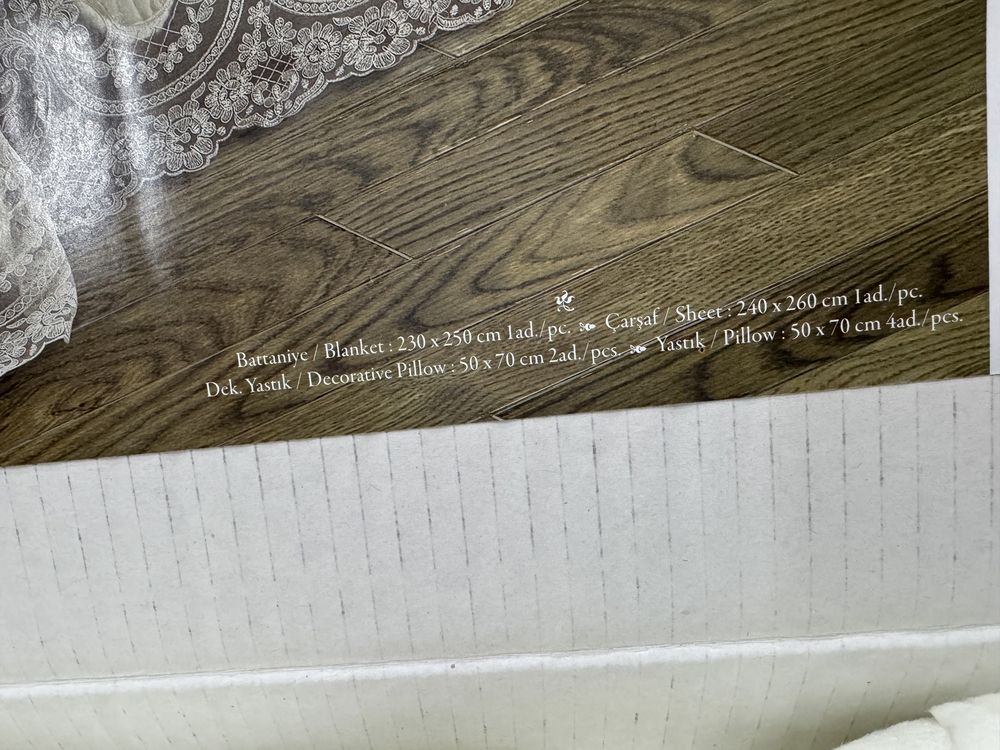 Battaniye / Blanket : 230 x 250 cm 1ad./pc. Çarşaf / Sheet : 240 x 260 cm 1ad./pc.
Dek. Yastık / Decorative Pillow : 50 x 70 cm 2ad./pcs. Yastık / Pillow : 50 x 70 cm 4ad./pcs.